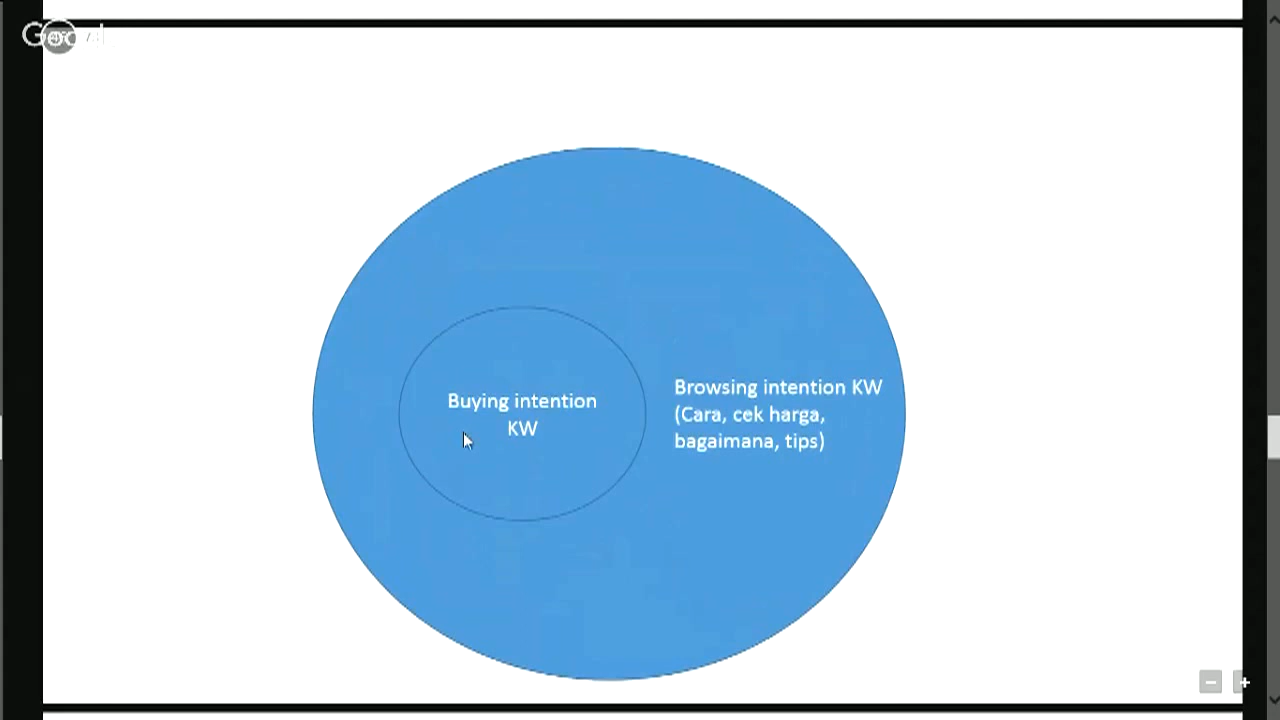 Buying intention
KW
Browsing intention KW
(Cara, cek harga,
bagaimana, tips)